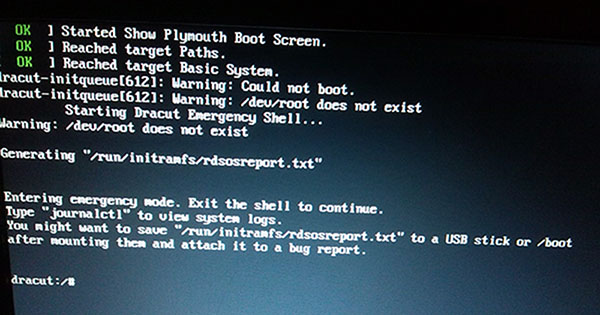 OK ] Started Show Plymouth Boot Screen.
OK ] Reached target Paths.
OK ] Reached target Basic System.
dracut-initqueue[612]: Warning: Could not boot.
dracut-initqueue[612]: Warning: /dev/root does not exist
Starting Dracut Emergency Shell...
Warning: /dev/root does not exist
Generating "/run/initramfs/rdsosreport.txt"
Entering emergency mode. Exit the shell to continue.
Type "journalctl" to view system logs.
You might want to save "/run/initramfs/rdsosreport.txt" to a USB stick or /boot
after mounting them and attach it to a bug report.
dracut:/#